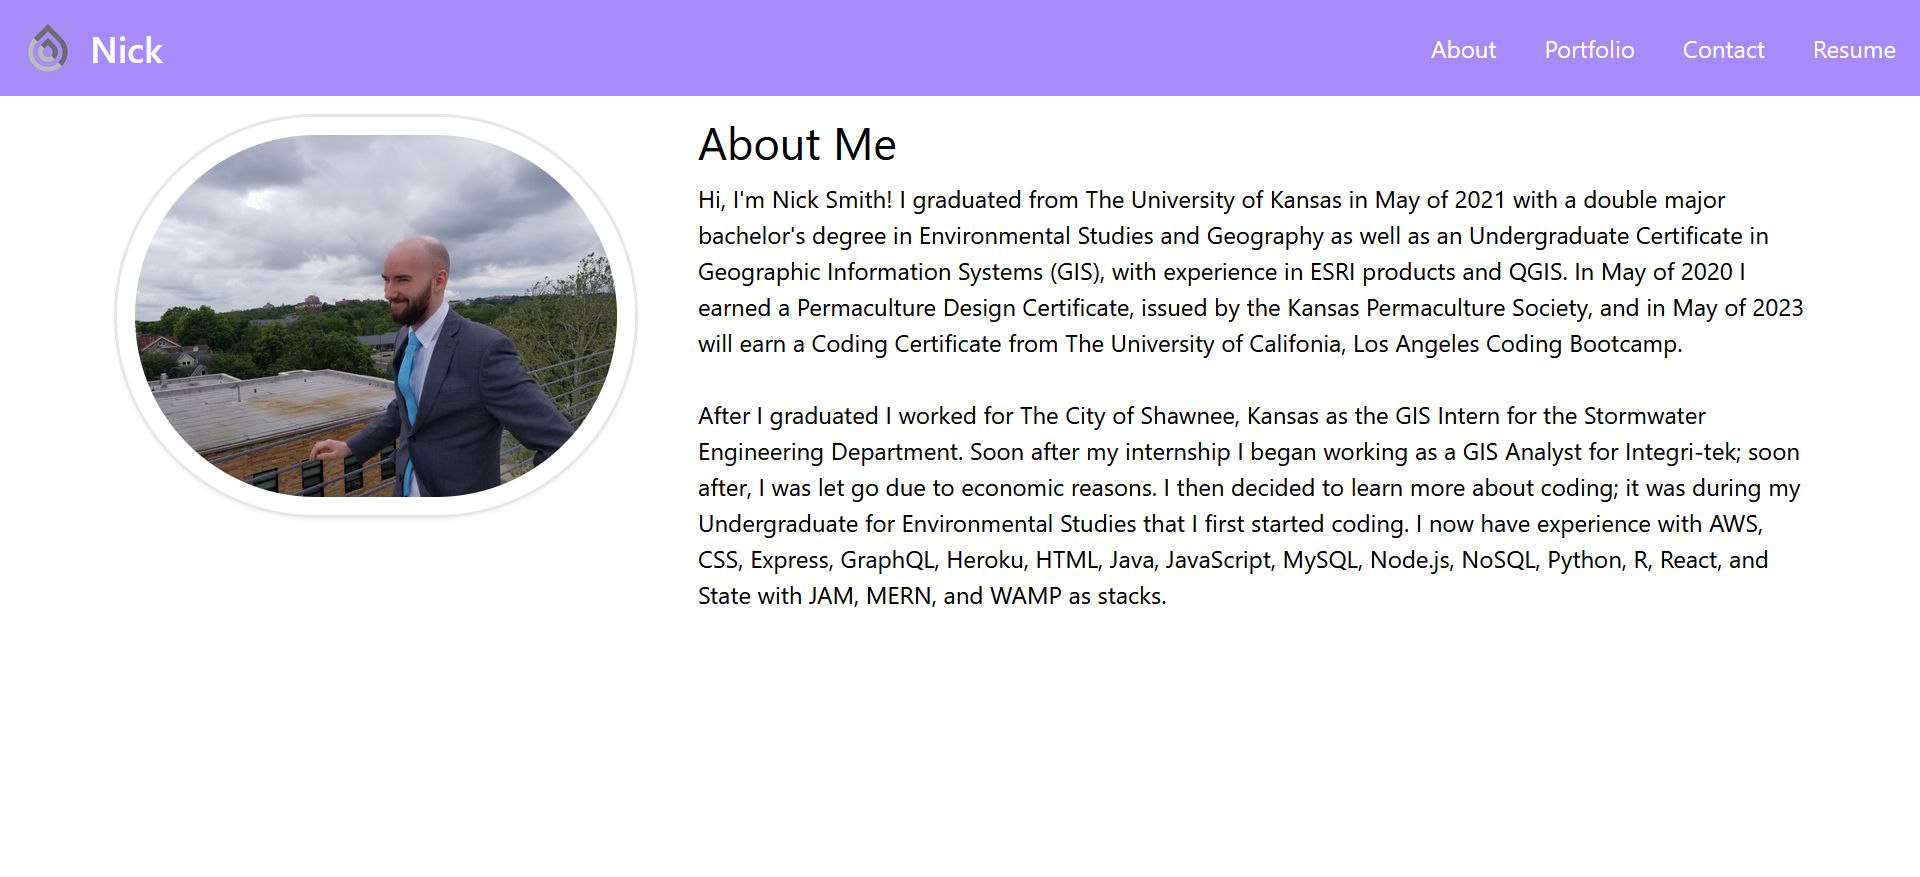 Nick
About Portfolio Contact Resume
About Me
Hi, I'm Nick Smith! I graduated from The University of Kansas in May of 2021 with a double major
bachelor's degree in Environmental Studies and Geography as well as an Undergraduate Certificate in
Geographic Information Systems (GIS), with experience in ESRI products and QGIS. In May of 2020 I
earned a Permaculture Design Certificate, issued by the Kansas Permaculture Society, and in May of 2023
will earn a Coding Certificate from The University of Califonia, Los Angeles Coding Bootcamp.
After I graduated I worked for The City of Shawnee, Kansas as the GIS Intern for the Stormwater
Engineering Department. Soon after my internship I began working as a GIS Analyst for Integri-tek; soon
after, I was let go due to economic reasons. I then decided to learn more about coding; it was during my
Undergraduate for Environmental Studies that I first started coding. I now have experience with AWS,
CSS, Express, GraphQL, Heroku, HTML, Java, JavaScript, MySQL, Node.js, NoSQL, Python, R, React, and
State with JAM, MERN, and WAMP as stacks.